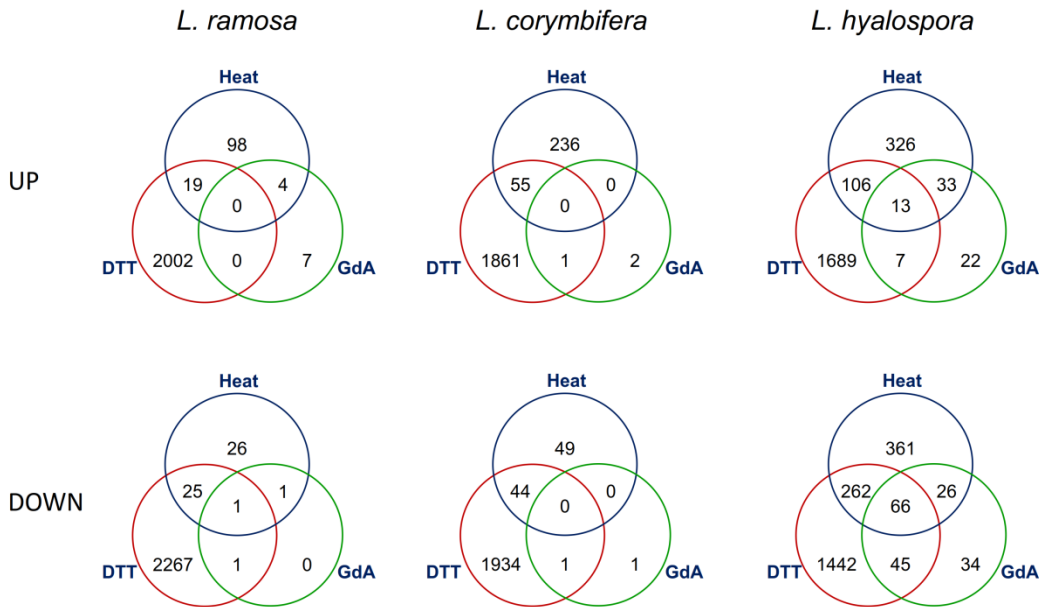 L. ramosa L. corymbifera L. hyalospora
Heat Heat Heat
98 236 326
UP 19 4 55 0 106 33
0 0 13
DTT 2002 0 7 GdA DTT 1861 1 2 GdA DTT 1689 7 22 GdA
Heat Heat Heat
26 49 361
DOWN 25 1 44 0 262 26
1 0 66
DTT 2267 1 0 GdA DTT 1934 1 1 GdA DTT 1442 45 34 GdA